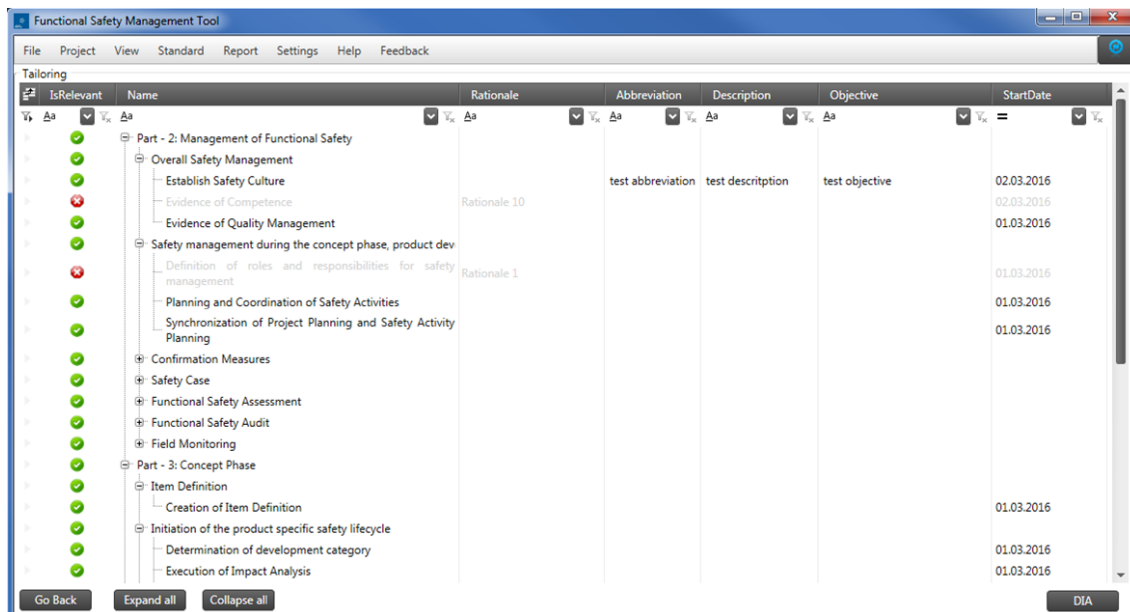 Functional Safety Management Tool
File Project View Standard Report Settings Help Feedback
Tailoring
IsRelevant Name Rationale Abbreviation Description Objective StartDate
Aa Aa Aa Aa Aa Aa =
Part - 2: Management of Functional Safety
Overall Safety Management
Establish Safety Culture test abbreviation test descritption test objective 02.03.2016
Evidence of Competence Rationale 10 02.03.2016
Evidence of Quality Management 01.03.2016
Safety management during the concept phase, product dev
Definition of roles and responsibilities for safety
management Rationale 1 01.03.2016
Planning and Coordination of Safety Activities 01.03.2016
Synchronization of Project Planning and Safety Activity
Planning 01.03.2016
Confirmation Measures
Safety Case
Functional Safety Assessment
Functional Safety Audit
Field Monitoring
Part - 3: Concept Phase
Item Definition
Creation of Item Definition 01.03.2016
Initiation of the product specific safety lifecycle
Determination of development category 01.03.2016
Execution of Impact Analysis 01.03.2016
Go Back Expand all Collapse all DIA